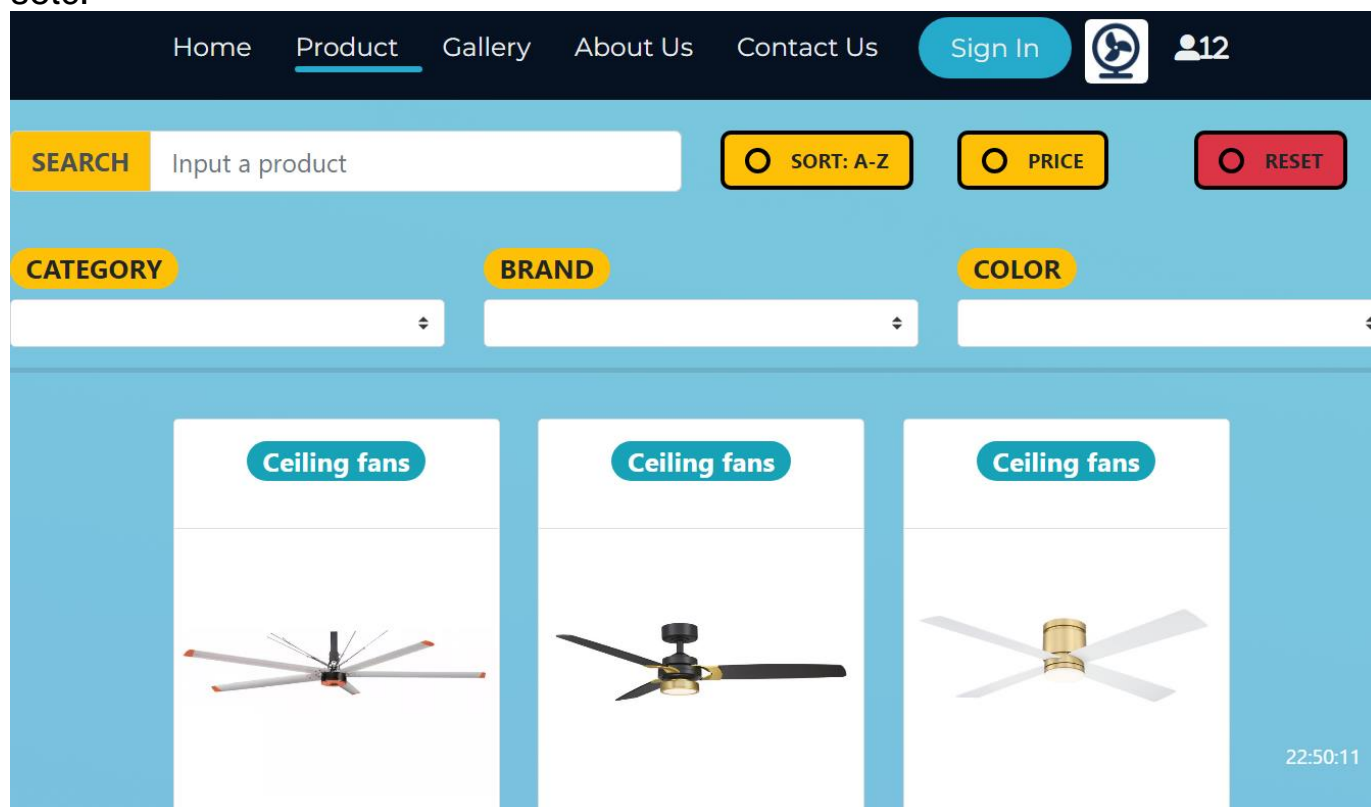 Home Product Gallery About Us Contact Us Sign In 12
SEARCH Input a product SORT: A-Z PRICE RESET
CATEGORY BRAND COLOR
Ceiling fans Ceiling fans Ceiling fans
22:50:11